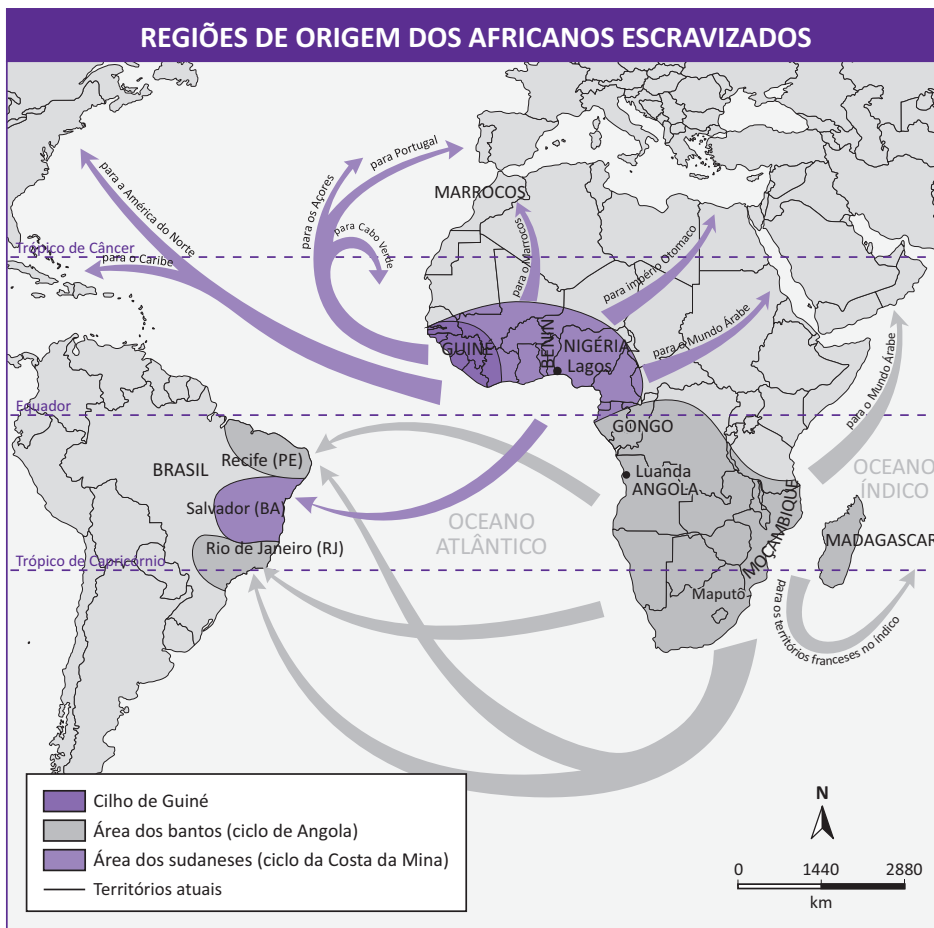 REGIÕES DE ORIGEM DOS AFRICANOS ESCRAVIZADOS
para a América do Norte
para o Caribe
para os Açores
para Portugal
para Cabo Verde
MARROCOS
para o Marrocos
para império Otomaco
para o Mundo Árabe
Trópico de Câncer
GUINÉ
BENIN
NIGÉRIA
Lagos
Equador
GONGO
Luanda
ANGOLA
BRASIL
Recife (PE)
Salvador (BA)
Rio de Janeiro (RJ)
OCEANO
ATLÂNTICO
para o Mundo Árabe
OCEANO
ÍNDICO
MOÇAMBIQUE
MADAGASCAR
Trópico de Capricórnio
Maputo
para os territórios franceses no índico
Cilho de Guiné
Área dos bantos (ciclo de Angola)
Área dos sudaneses (ciclo da Costa da Mina)
Territórios atuais
N
0 1440 2880
km